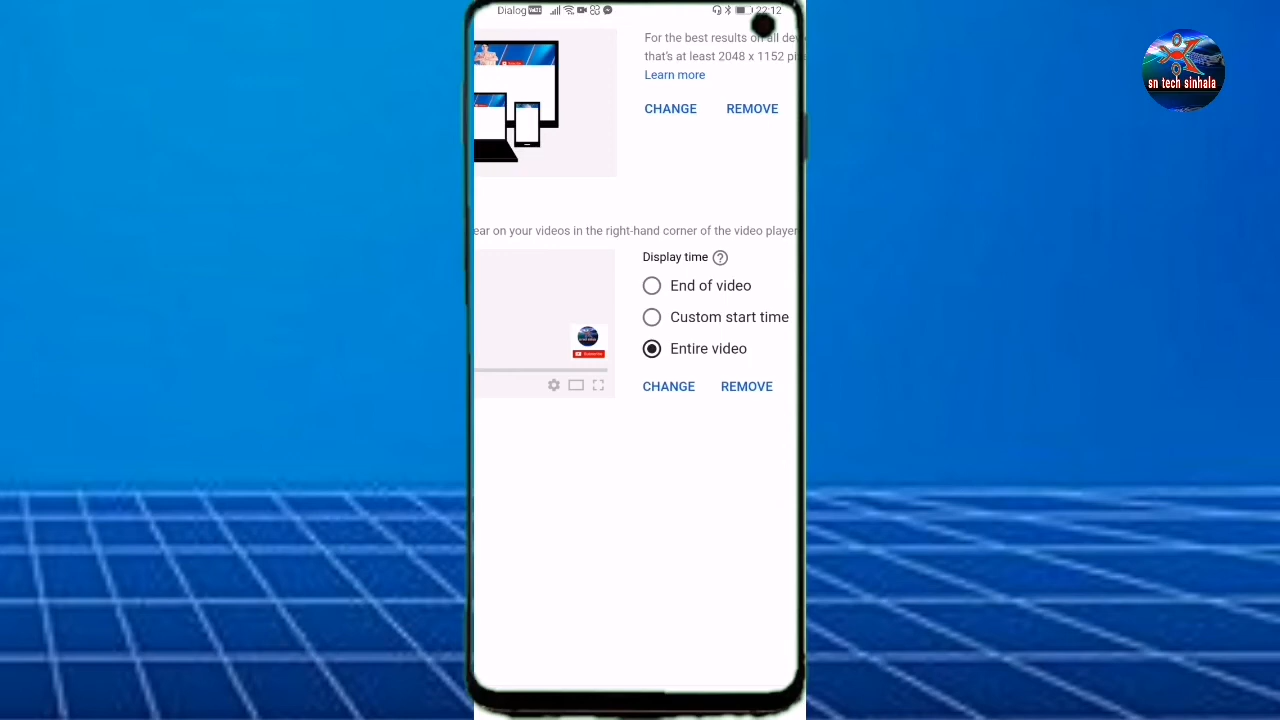 Dialog VoLTE 22:12
For the best results on all dev
that's at least 2048 x 1152 pi
Learn more
CHANGE REMOVE
sn tech sinhala
ear on your videos in the right-hand corner of the video player
Display time
End of video
Custom start time
Entire video
Subscribe
CHANGE REMOVE